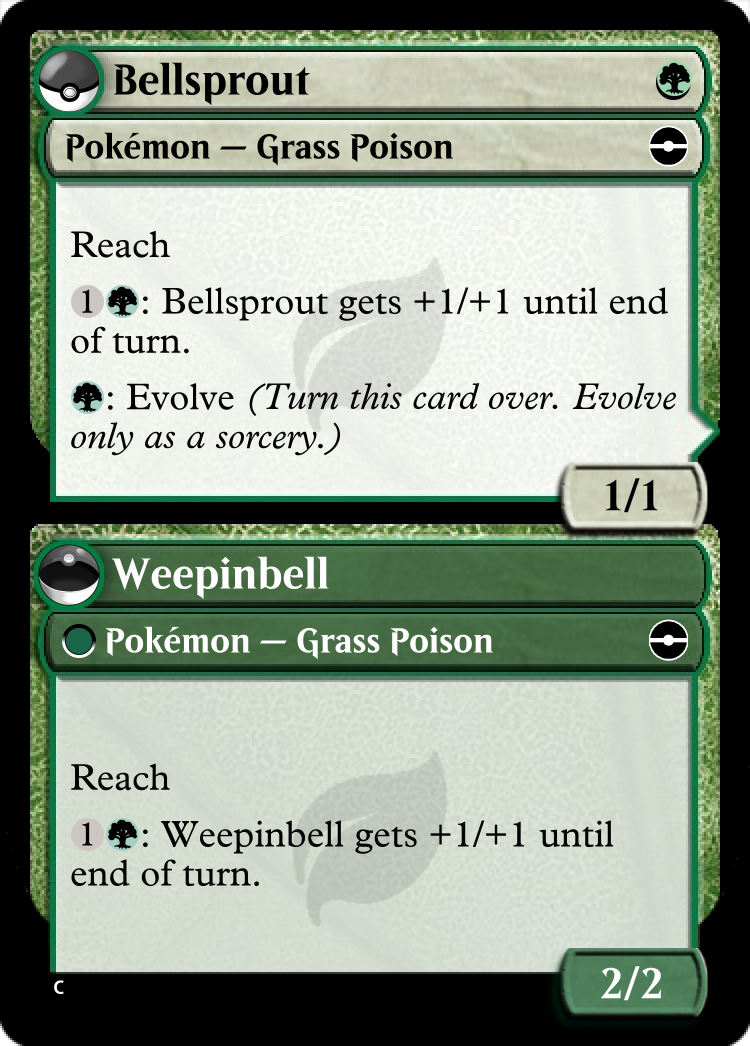 Bellsprout
Pokémon — Grass Poison
Reach
1: Bellsprout gets +1/+1 until end
of turn.
: Evolve (Turn this card over. Evolve
only as a sorcery.)
1/1
Weepinbell
Pokémon — Grass Poison
Reach
1: Weepinbell gets +1/+1 until
end of turn.
2/2
C